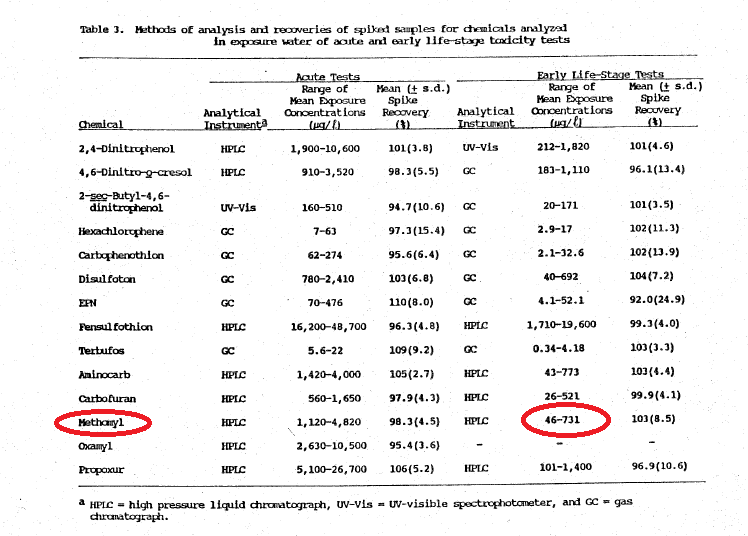 Table 3. Methods of analysis and recoveries of spiked samples for chemicals analyzed
in exposure water of acute and early life-stage toxicity tests
Acute Tests Early Life-Stage Tests
Range of Mean (± s.d.) Range of Mean (± s.d.)
Mean Exposure Spike Mean Exposure Spike
Analytical Concentrations Recovery Analytical Concentrations Recovery
Chemical Instrumentª (µg/ℓ) (%) Instrument (µg/ℓ) (%)
2,4-Dinitrophenol HPLC 1,900-10,600 101(3.8) UV-Vis 212-1,820 101(4.6)
4,6-Dinitro-o-cresol HPLC 910-3,520 98.3(5.5) GC 183-1,110 96.1(13.4)
2-sec-Butyl-4,6-
dinitrophenol UV-Vis 160-510 94.7(10.6) GC 20-171 101(3.5)
Hexachlorophene GC 7-63 97.3(15.4) GC 2.9-17 102(11.3)
Carbophenothion GC 62-274 95.6(6.4) GC 2.1-32.6 102(13.9)
Disulfoton GC 780-2,410 103(6.8) GC 40-692 104(7.2)
EPN GC 70-476 110(8.0) GC 4.1-52.1 92.0(24.9)
Fensulfothion HPLC 16,200-48,700 96.3(4.8) HPLC 1,710-19,600 99.3(4.0)
Terbufos GC 5.6-22 109(9.2) GC 0.34-4.18 103(3.3)
Aminocarb HPLC 1,420-4,000 105(2.7) HPLC 43-773 103(4.4)
Carbofuran HPLC 560-1,650 97.9(4.3) HPLC 26-521 99.9(4.1)
Methomyl HPLC 1,120-4,820 98.3(4.5) HPLC 46-731 103(8.5)
Oxamyl HPLC 2,630-10,500 95.4(3.6) - - -
Propoxur HPLC 5,100-26,700 106(5.2) HPLC 101-1,400 96.9(10.6)
ª HPLC = high pressure liquid chromatograph, UV-Vis = UV-visible spectrophotometer, and GC = gas
chromatograph.